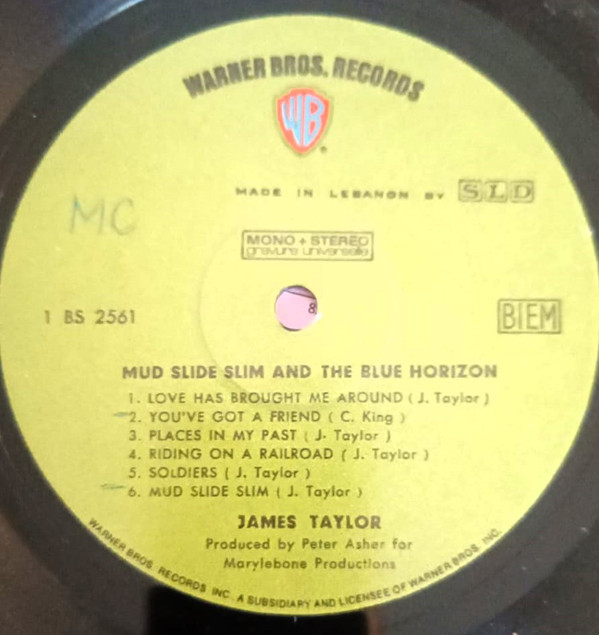 WARNER BROS. RECORDS
WB
MADE IN LEBANON BY SLD
MC
MONO + STEREO
gravure universelle
8
1 BS 2561
BIEM
MUD SLIDE SLIM AND THE BLUE HORIZON
1. LOVE HAS BROUGHT ME AROUND ( J. Taylor )
2. YOU'VE GOT A FRIEND ( C. King )
3. PLACES IN MY PAST ( J. Taylor )
4. RIDING ON A RAILROAD ( J. Taylor )
5. SOLDIERS ( J. Taylor )
6. MUD SLIDE SLIM ( J. Taylor )
JAMES TAYLOR
Produced by Peter Asher for
Marylebone Productions
WARNER BROS. RECORDS INC. A SUBSIDIARY AND LICENSEE OF WARNER BROS. INC.